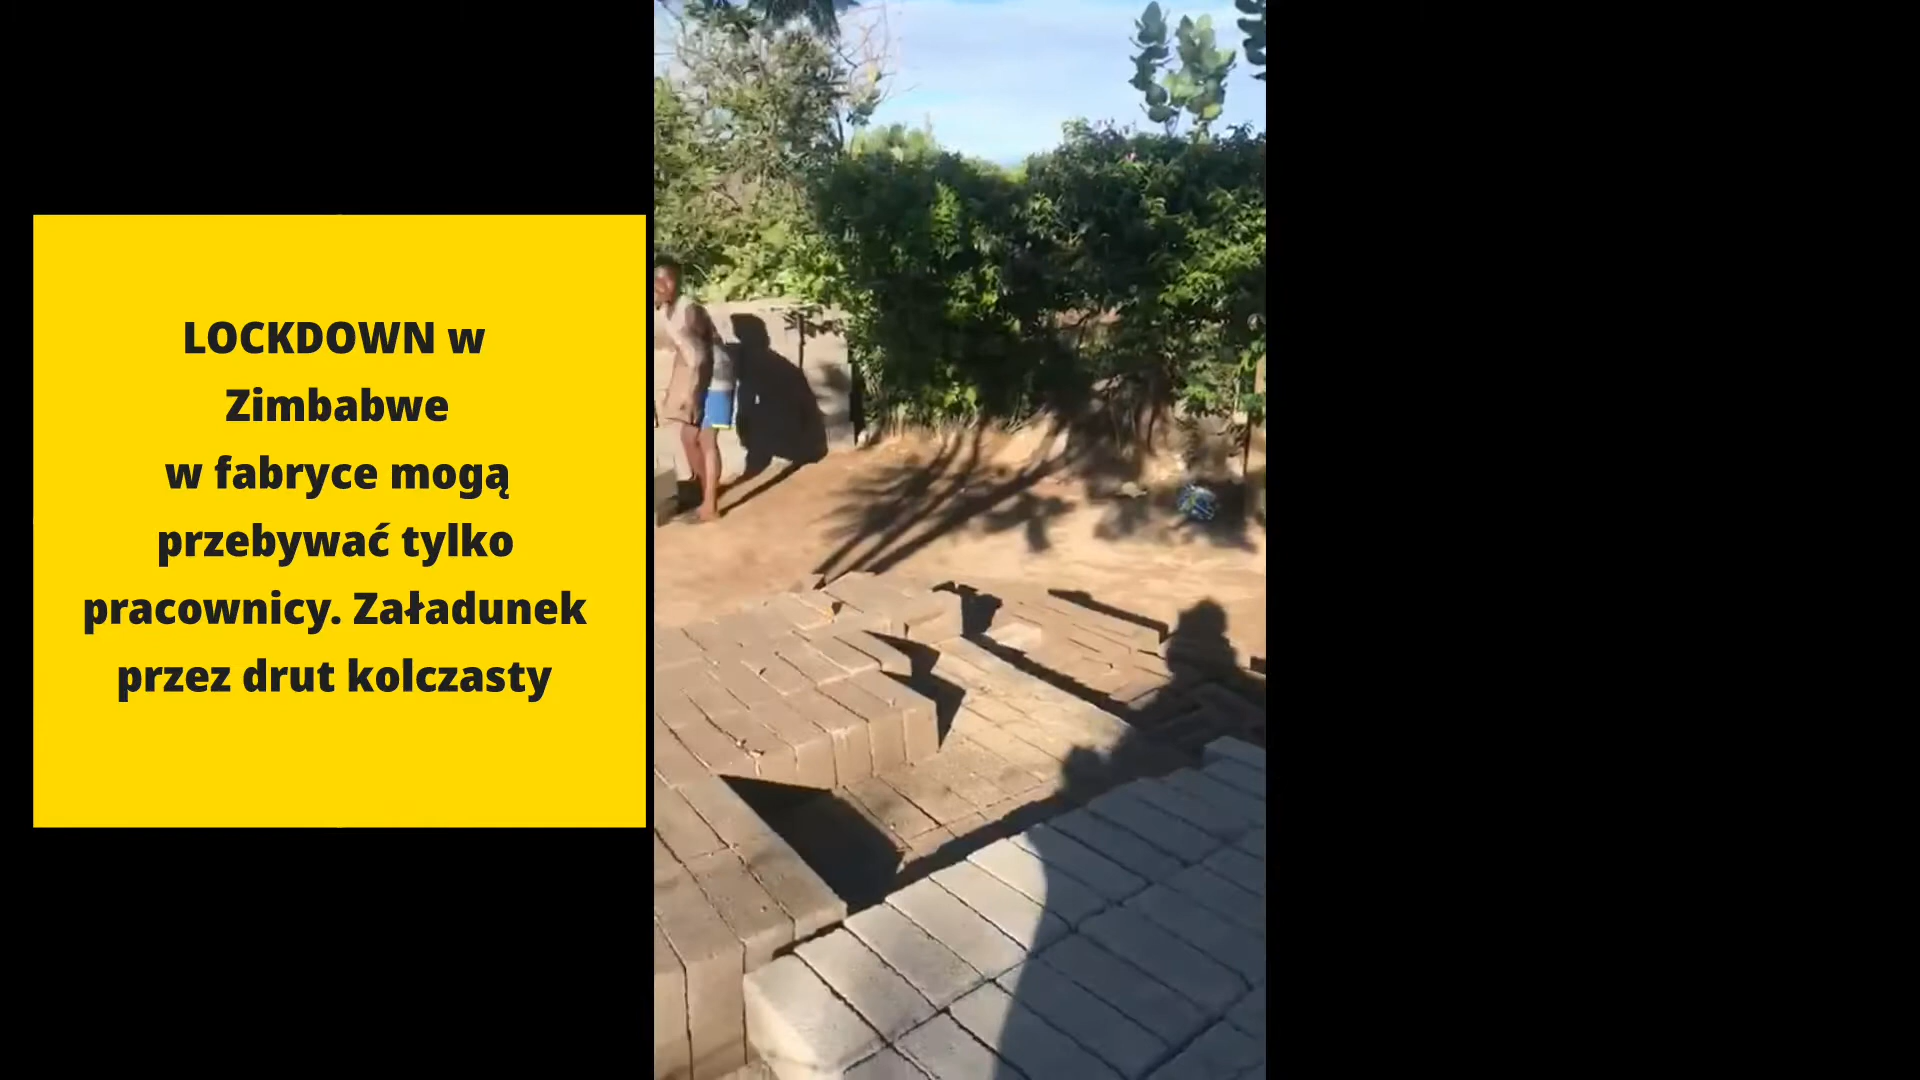 LOCKDOWN w
Zimbabwe
w fabryce mogą
przebywać tylko
pracownicy. Załadunek
przez drut kolczasty